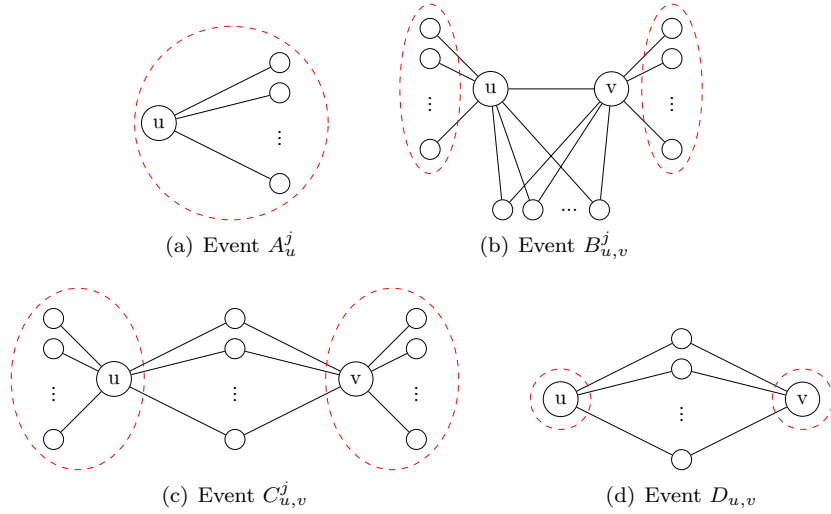 u
⋮
(a) Event $A_u^j$
u v
⋮ ⋮
...
(b) Event $B_{u,v}^j$
u v
⋮ ⋮ ⋮
(c) Event $C_{u,v}^j$
u v
⋮
(d) Event $D_{u,v}$